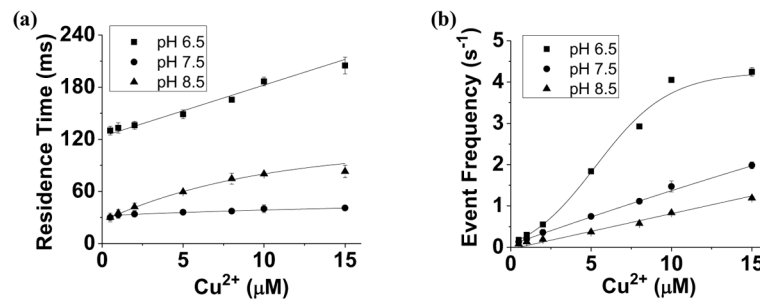 (a)
240
180
120
60
0
Residence Time (ms)
pH 6.5
pH 7.5
pH 8.5
0 5 10 15
Cu²⁺ (μM)
(b)
5
4
3
2
1
0
Event Frequency (s⁻¹)
pH 6.5
pH 7.5
pH 8.5
0 5 10 15
Cu²⁺ (μM)